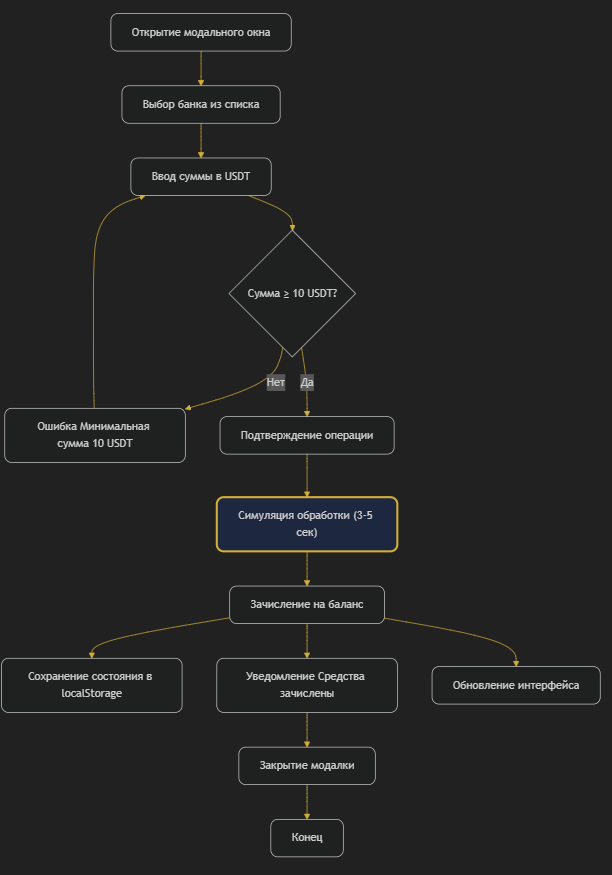 Открытие модального окна
Выбор банка из списка
Ввод суммы в USDT
Сумма ≥ 10 USDT?
Нет
Да
Ошибка Минимальная
сумма 10 USDT
Подтверждение операции
Симуляция обработки (3-5
сек)
Зачисление на баланс
Сохранение состояния в
localStorage
Уведомление Средства
зачислены
Обновление интерфейса
Закрытие модалки
Конец